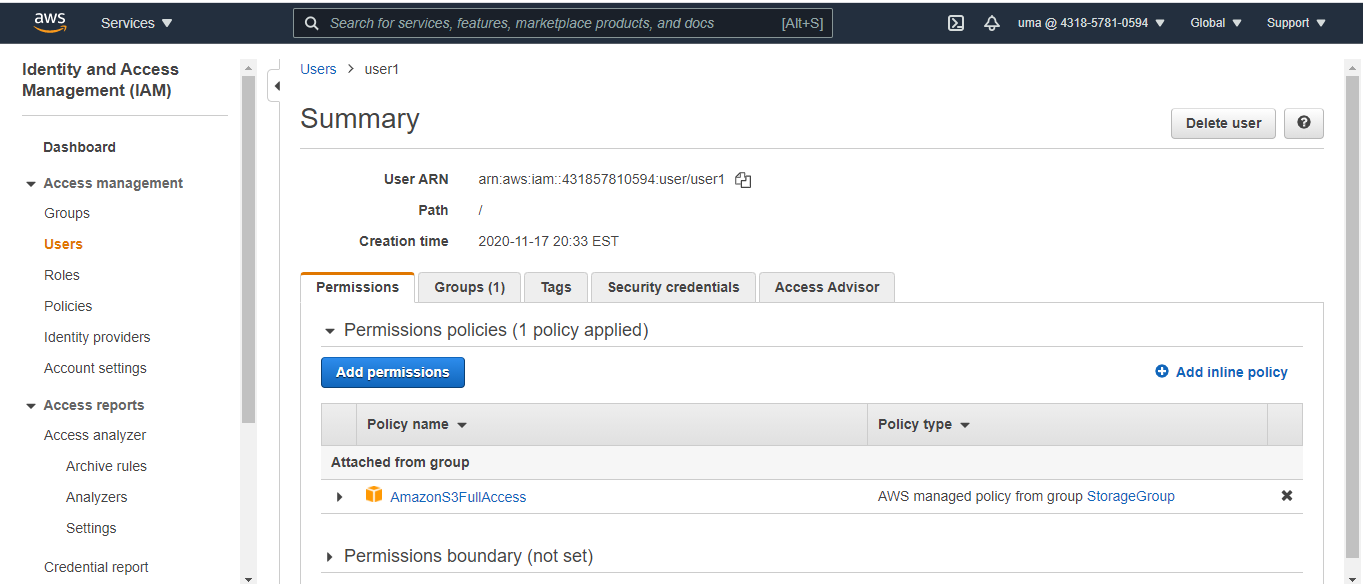 aws Services Search for services, features, marketplace products, and docs [Alt+S] uma @ 4318-5781-0594 Global Support
Identity and Access
Management (IAM)
Dashboard
Access management
Groups
Users
Roles
Policies
Identity providers
Account settings
Access reports
Access analyzer
Archive rules
Analyzers
Settings
Credential report
Users > user1
Summary
Delete user
User ARN arn:aws:iam::431857810594:user/user1
Path /
Creation time 2020-11-17 20:33 EST
Permissions Groups (1) Tags Security credentials Access Advisor
Permissions policies (1 policy applied)
Add permissions Add inline policy
Policy name Policy type
Attached from group
AmazonS3FullAccess AWS managed policy from group StorageGroup
Permissions boundary (not set)